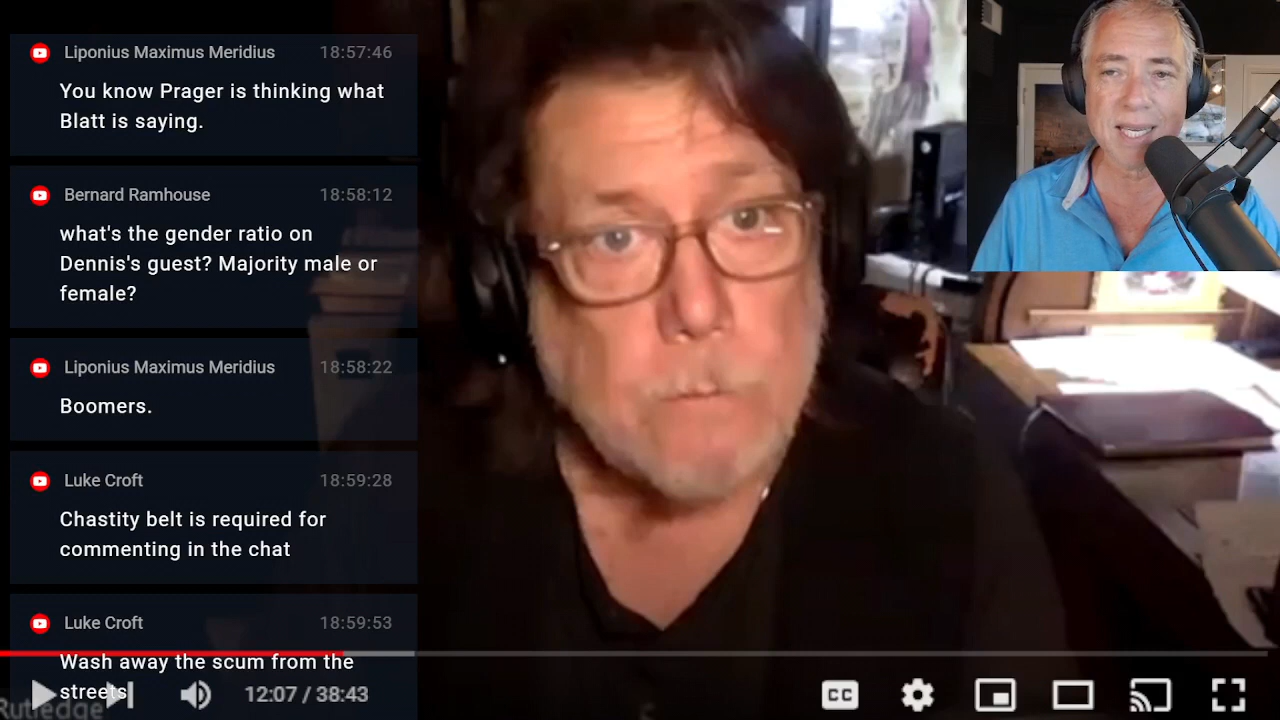 Liponius Maximus Meridius 18:57:46
You know Prager is thinking what
Blatt is saying.
Bernard Ramhouse 18:58:12
what's the gender ratio on
Dennis's guest? Majority male or
female?
Liponius Maximus Meridius 18:58:22
Boomers.
Luke Croft 18:59:28
Chastity belt is required for
commenting in the chat
Luke Croft 18:59:53
Wash away the scum from the
streets
12:07 / 38:43
CC
Rutledge